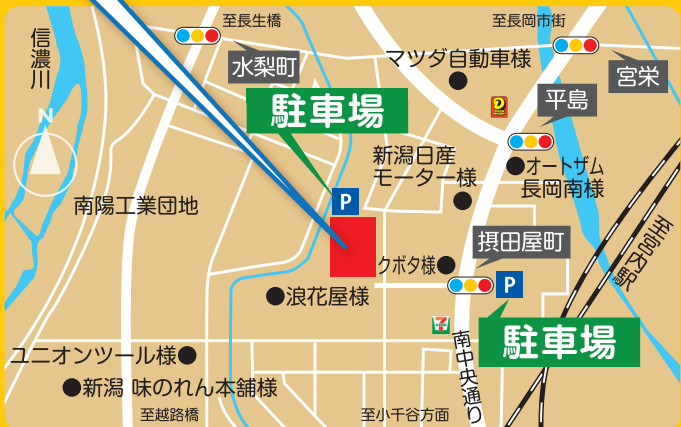 至長生橋
至長岡市街
信濃川
水梨町
マツダ自動車様
宮栄
平島
駐車場
N
新潟日産
モーター様
オートザム
長岡南様
P
南陽工業団地
摂田屋町
至宮内駅
クボタ様
P
浪花屋様
駐車場
南中央通り
ユニオンツール様
新潟 味のれん本舗様
至越路橋
至小千谷方面